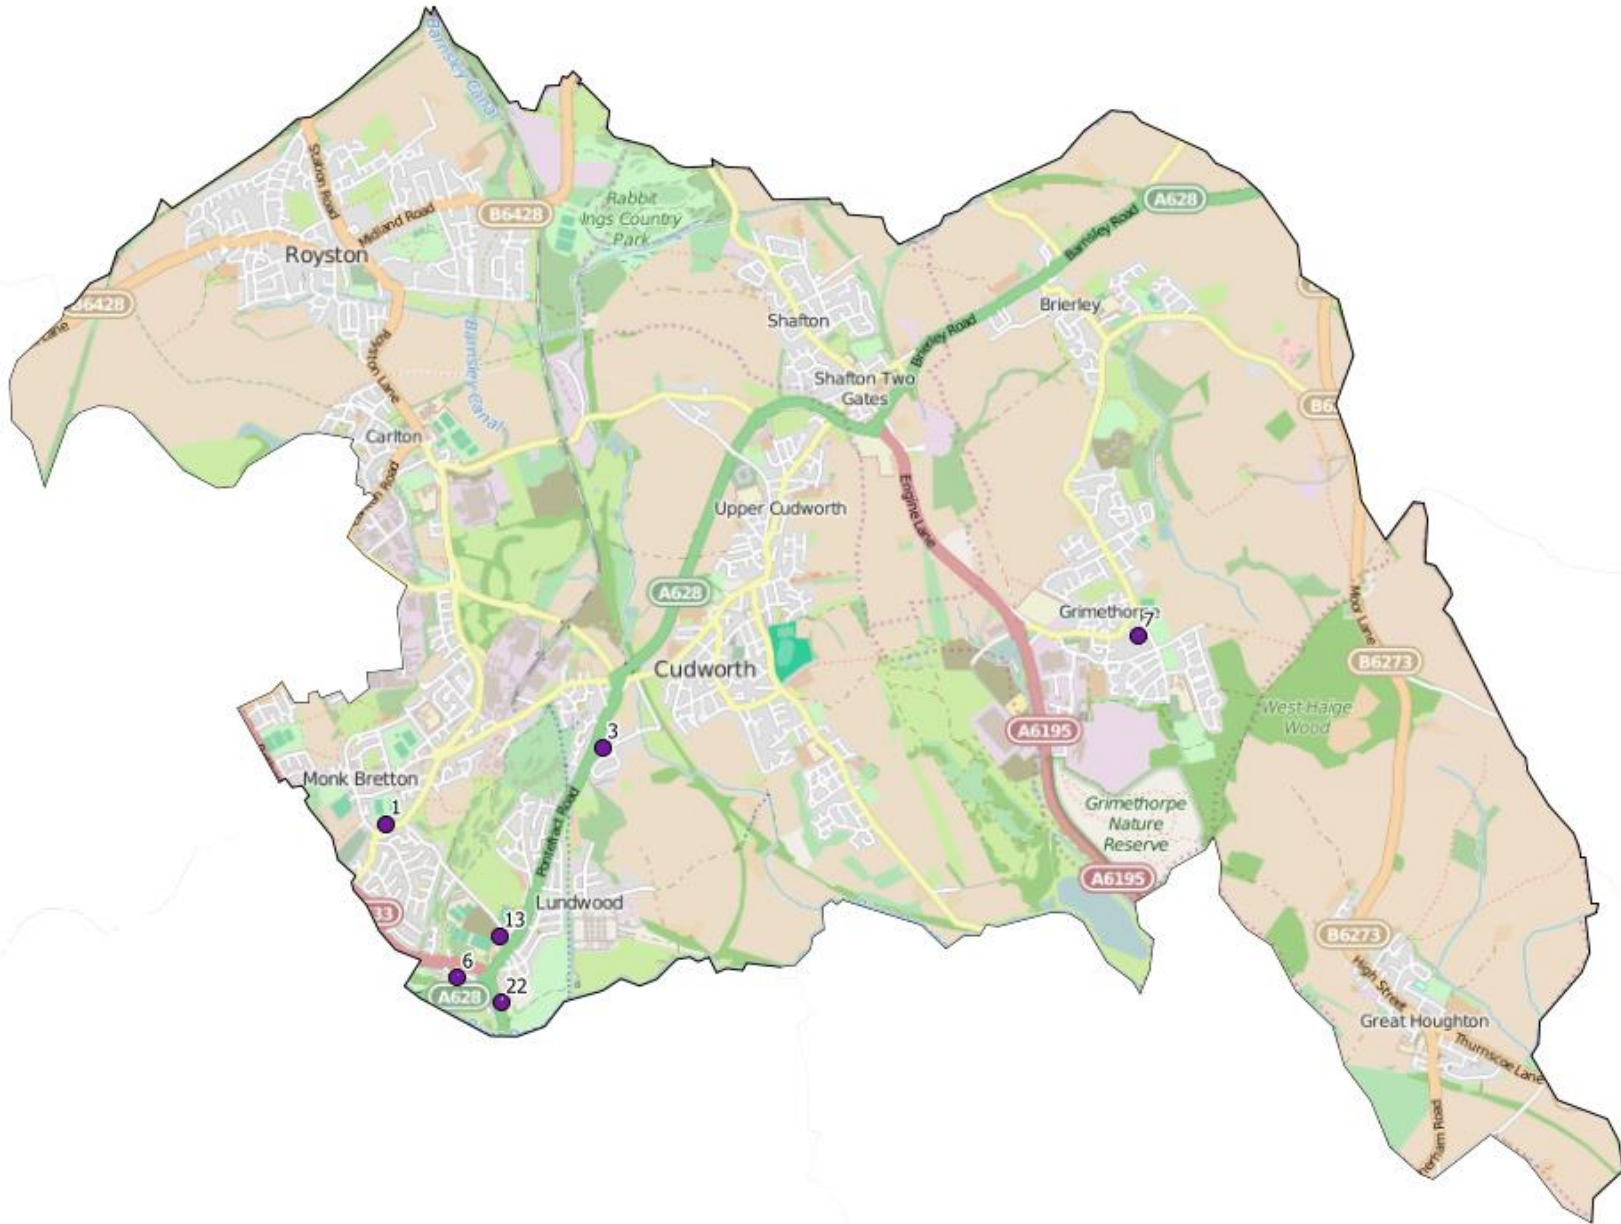 Barnsley Canal
Station Road
Midland Road
B6428
Rabbit
Ings Country
Park
A628
Barnsley Road
Royston
B6428
Lane
Brierley
Shafton
Brierley Road
Royston Lane
Barnsley Canal
Shafton Two
Gates
Carlton
Road
Engine Lane
Upper Cudworth
A628
Moor Lane
Grimethorpe
7
Cudworth
B6273
West Haige
Wood
A6195
3
Monk Bretton
1
Pontefract Road
Grimethorpe
Nature
Reserve
A6195
Lundwood
33
13
6
22
A628
B6273
High Street
Great Houghton
Thurnscoe Lane
Road